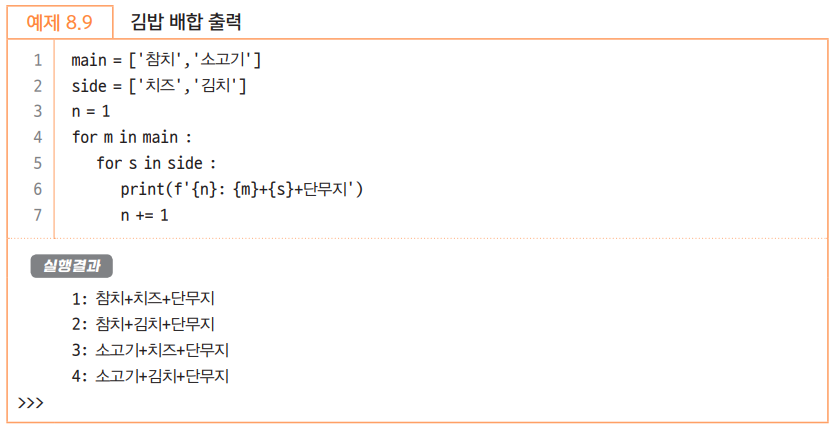 예제 8.9 김밥 배합 출력
1 main = ['참치','소고기']
2 side = ['치즈','김치']
3 n = 1
4 for m in main :
5 for s in side :
6 print(f'{n}: {m}+{s}+단무지')
7 n += 1
실행결과
1: 참치+치즈+단무지
2: 참치+김치+단무지
3: 소고기+치즈+단무지
4: 소고기+김치+단무지
>>>